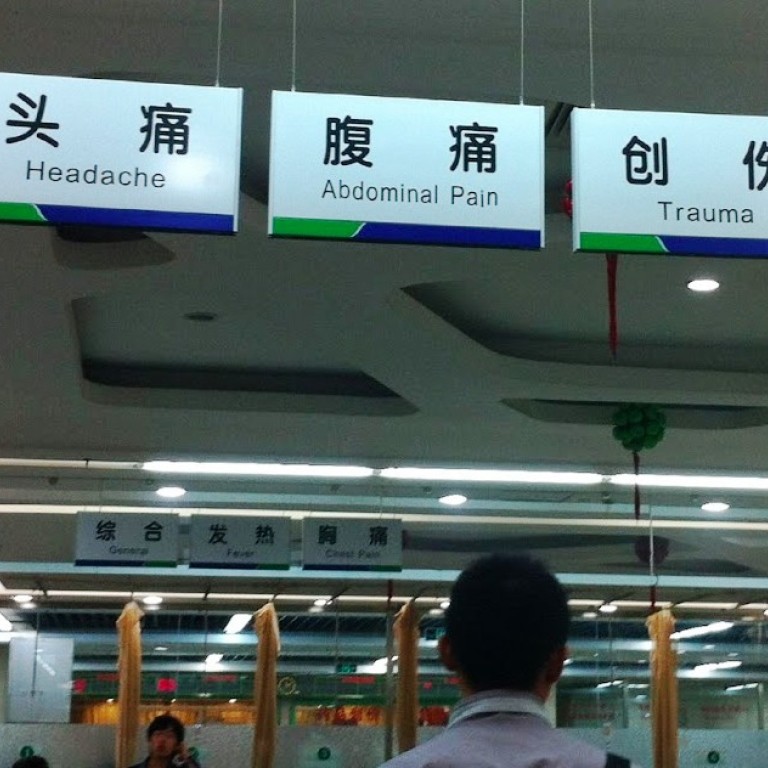 头痛
Headache
腹痛
Abdominal Pain
创伤
Trauma
综合
General
发热
Fever
胸痛
Chest Pain